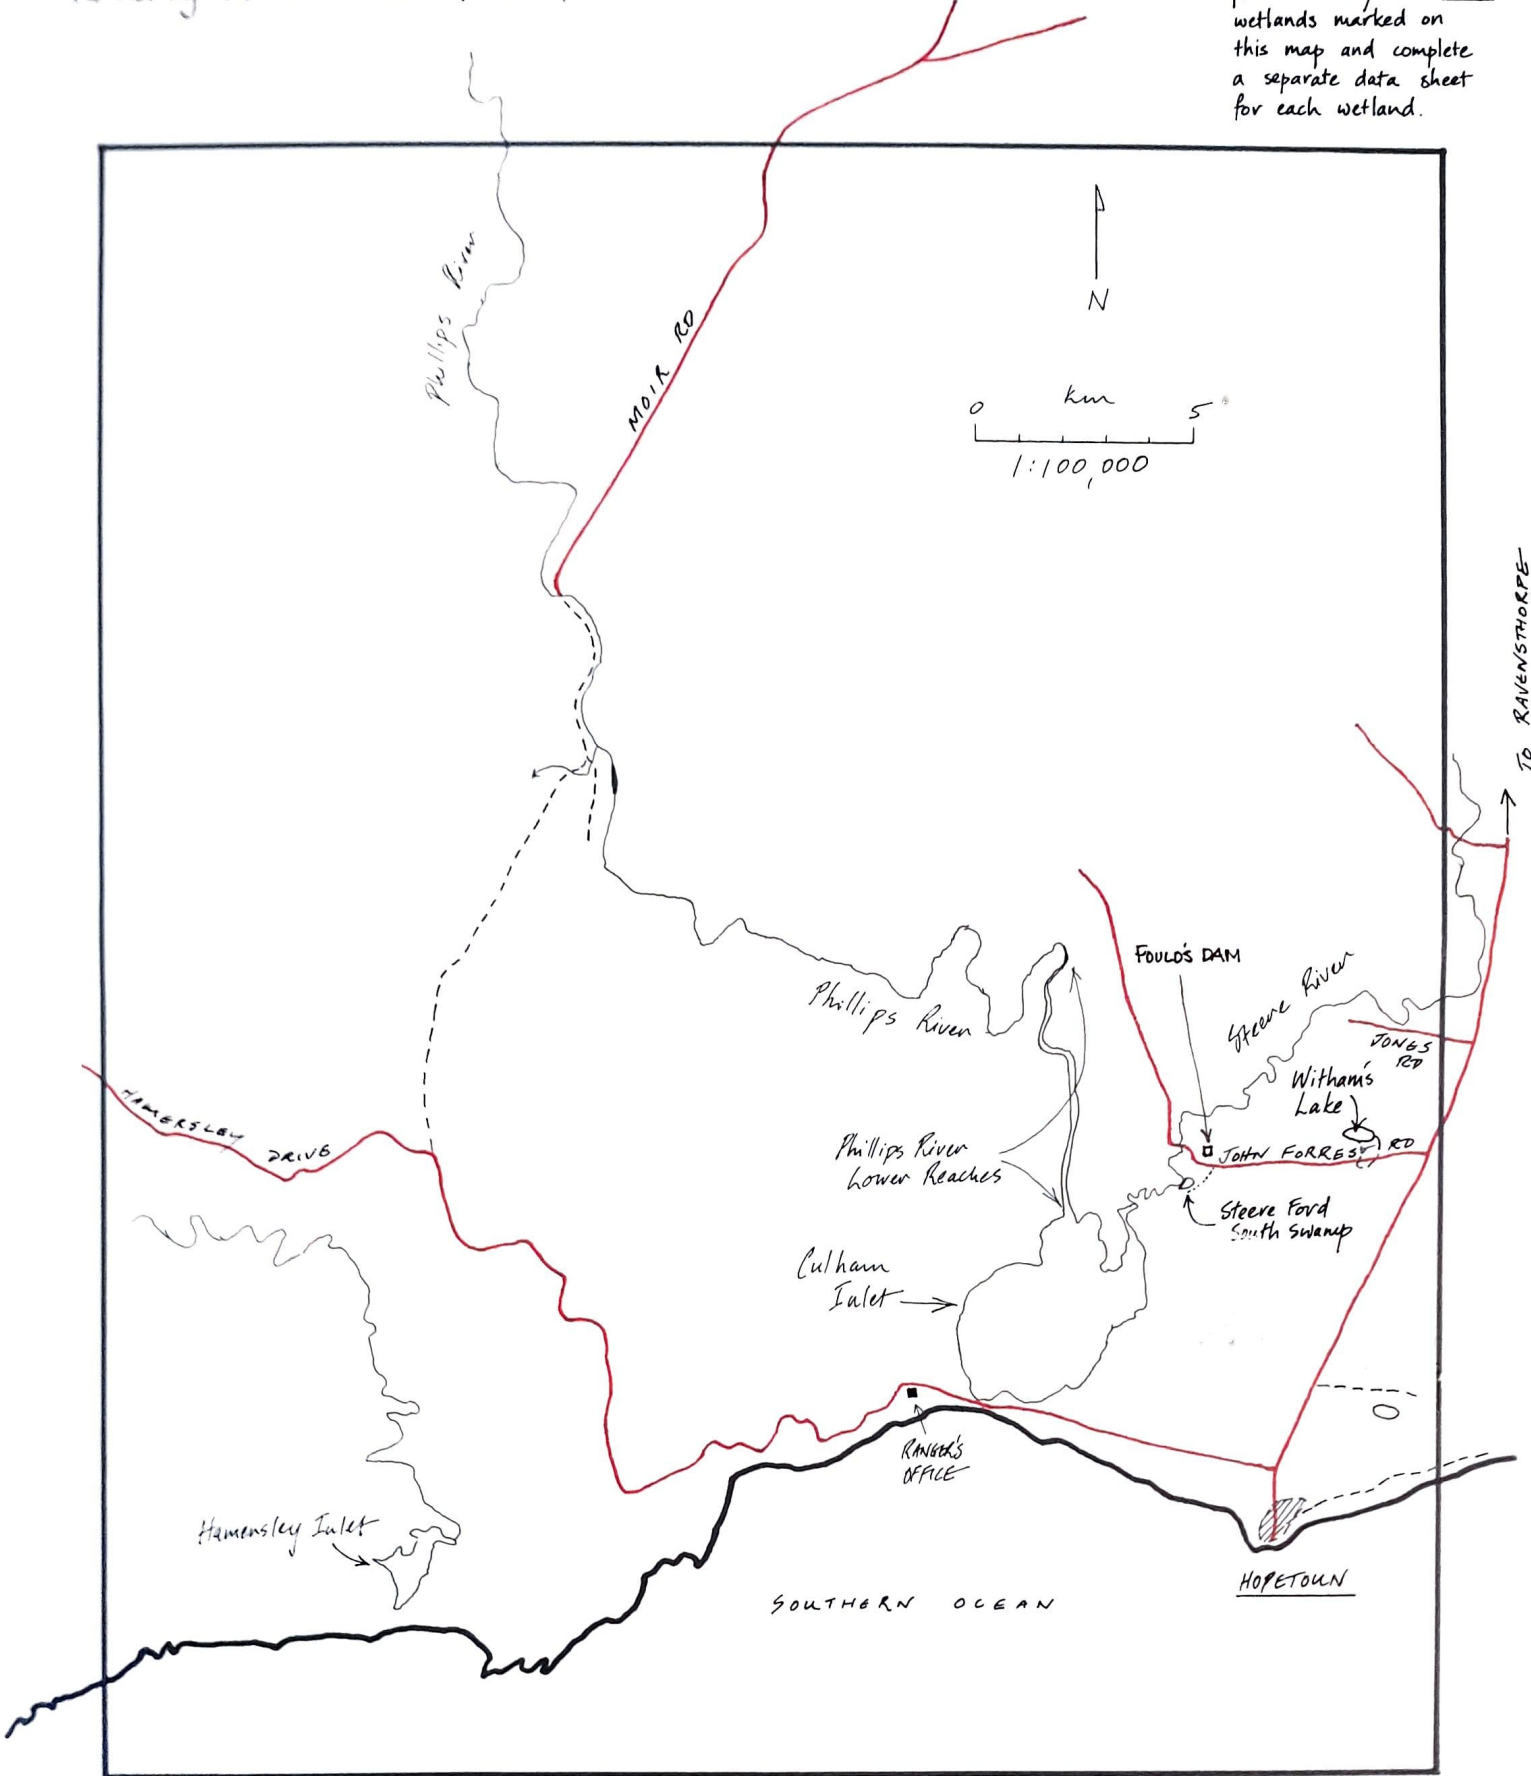 wetlands marked on
this map and complete
a separate data sheet
for each wetland.
N
km
0 5
1:100,000
Phillips River
MOIR RD
TO RAVENSTHORPE
FOULD'S DAM
Steere River
Phillips River
JONES
RD
Witham's
Lake
HAMERSLEY DRIVE
JOHN FORREST RD
Phillips River
Lower Reaches
Steere Ford
South Swamp
Culham
Inlet
RANGER'S
OFFICE
Hamersley Inlet
HOPETOUN
SOUTHERN OCEAN